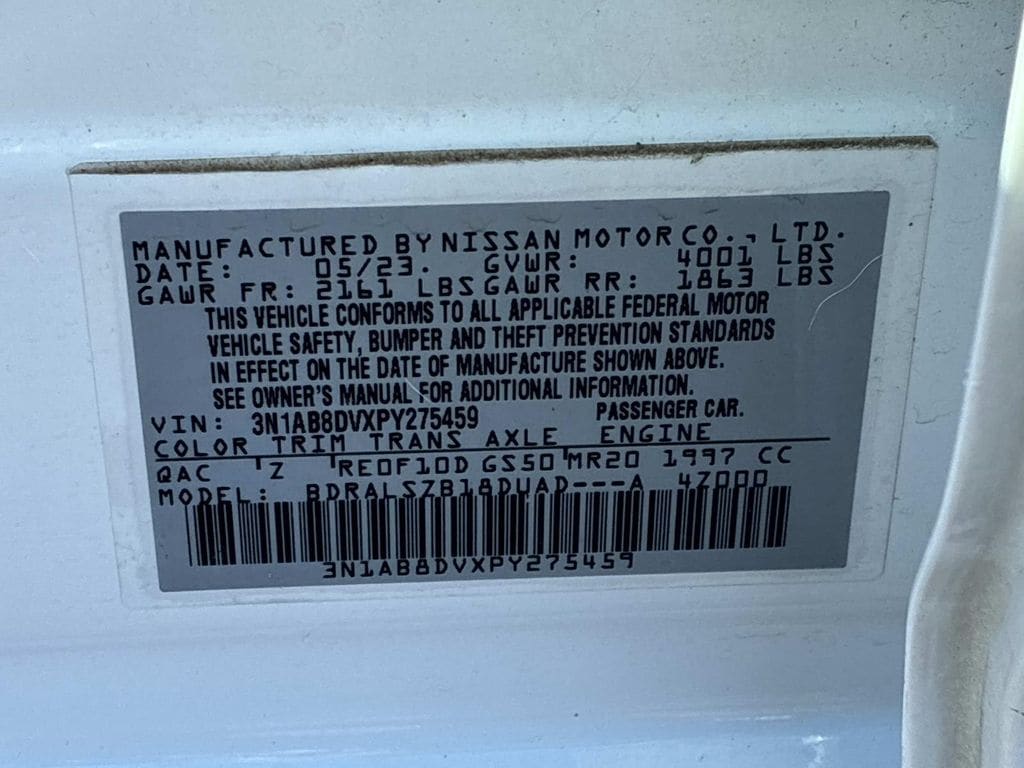 MANUFACTURED BY NISSAN MOTOR CO., LTD.
DATE: 05/23. GVWR: 4001 LBS
GAWR FR: 2161 LBS GAWR RR: 1863 LBS
THIS VEHICLE CONFORMS TO ALL APPLICABLE FEDERAL MOTOR
VEHICLE SAFETY, BUMPER AND THEFT PREVENTION STANDARDS
IN EFFECT ON THE DATE OF MANUFACTURE SHOWN ABOVE.
SEE OWNER'S MANUAL FOR ADDITIONAL INFORMATION.
VIN: 3N1AB8DVXPY275459 PASSENGER CAR.
COLOR TRIM TRANS AXLE ENGINE
QAC Z RE0F10D GS50 MR20 1997 CC
MODEL: BDRALSZB18DUAD---A 4Z000
3N1AB8DVXPY275459